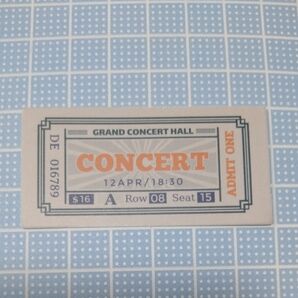 DE 016789
GRAND CONCERT HALL
CONCERT
12APR/18:30
$16 A Row 08 Seat 15
ADMIT ONE